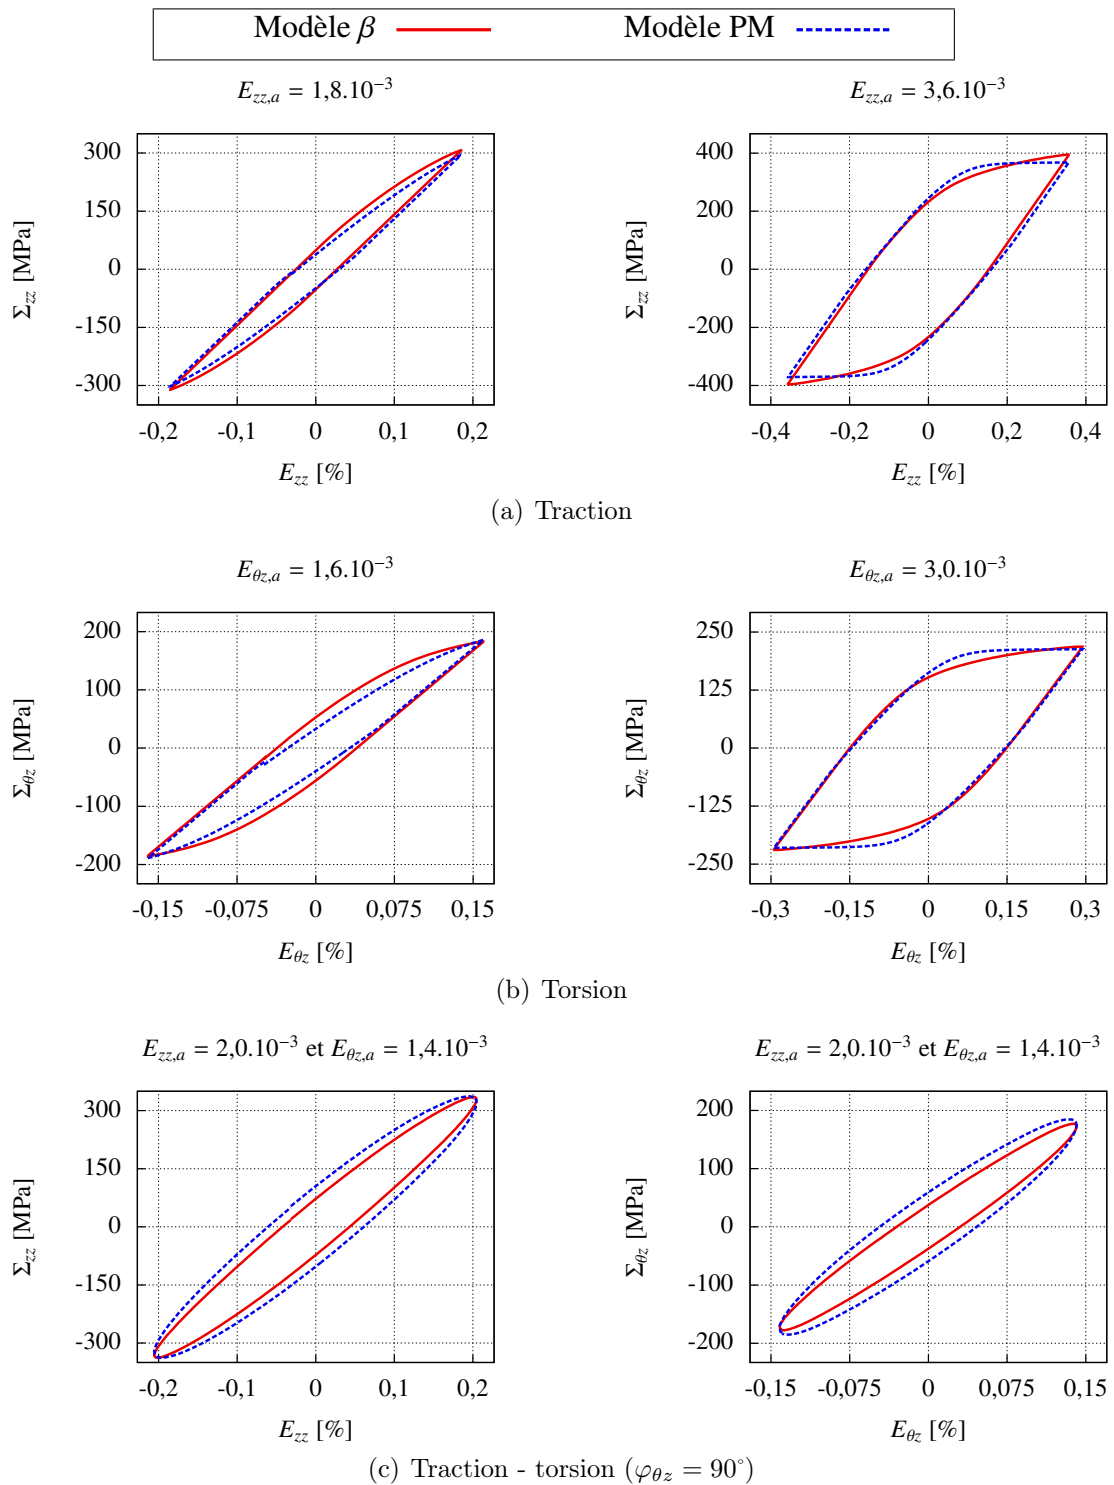 Modèle β Modèle PM
E_{zz,a} = 1,8.10⁻³ E_{zz,a} = 3,6.10⁻³
Σ_{zz} [MPa]
300
150
0
-150
-300
-0,2 -0,1 0 0,1 0,2
E_{zz} [%]
Σ_{zz} [MPa]
400
200
0
-200
-400
-0,4 -0,2 0 0,2 0,4
E_{zz} [%]
(a) Traction
E_{θz,a} = 1,6.10⁻³ E_{θz,a} = 3,0.10⁻³
Σ_{θz} [MPa]
200
100
0
-100
-200
-0,15 -0,075 0 0,075 0,15
E_{θz} [%]
Σ_{θz} [MPa]
250
125
0
-125
-250
-0,3 -0,15 0 0,15 0,3
E_{θz} [%]
(b) Torsion
E_{zz,a} = 2,0.10⁻³ et E_{θz,a} = 1,4.10⁻³ E_{zz,a} = 2,0.10⁻³ et E_{θz,a} = 1,4.10⁻³
Σ_{zz} [MPa]
300
150
0
-150
-300
-0,2 -0,1 0 0,1 0,2
E_{zz} [%]
Σ_{θz} [MPa]
200
100
0
-100
-200
-0,15 -0,075 0 0,075 0,15
E_{θz} [%]
(c) Traction - torsion (φ_{θz} = 90°)